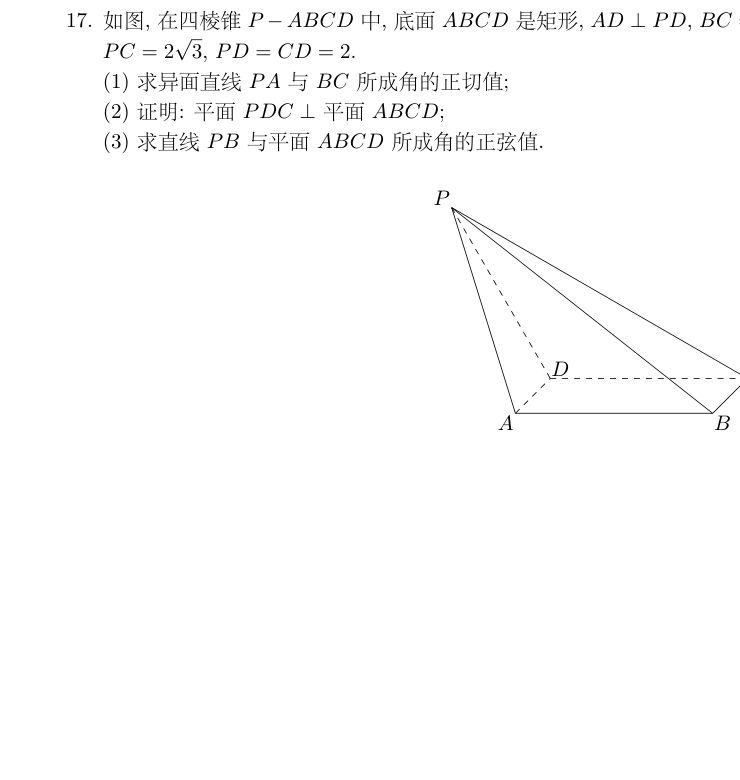 17. 如图, 在四棱锥 P − ABCD 中, 底面 ABCD 是矩形, AD ⊥ PD, BC
PC = 2√3, PD = CD = 2.
(1) 求异面直线 PA 与 BC 所成角的正切值;
(2) 证明: 平面 PDC ⊥ 平面 ABCD;
(3) 求直线 PB 与平面 ABCD 所成角的正弦值.
P
D
A
B